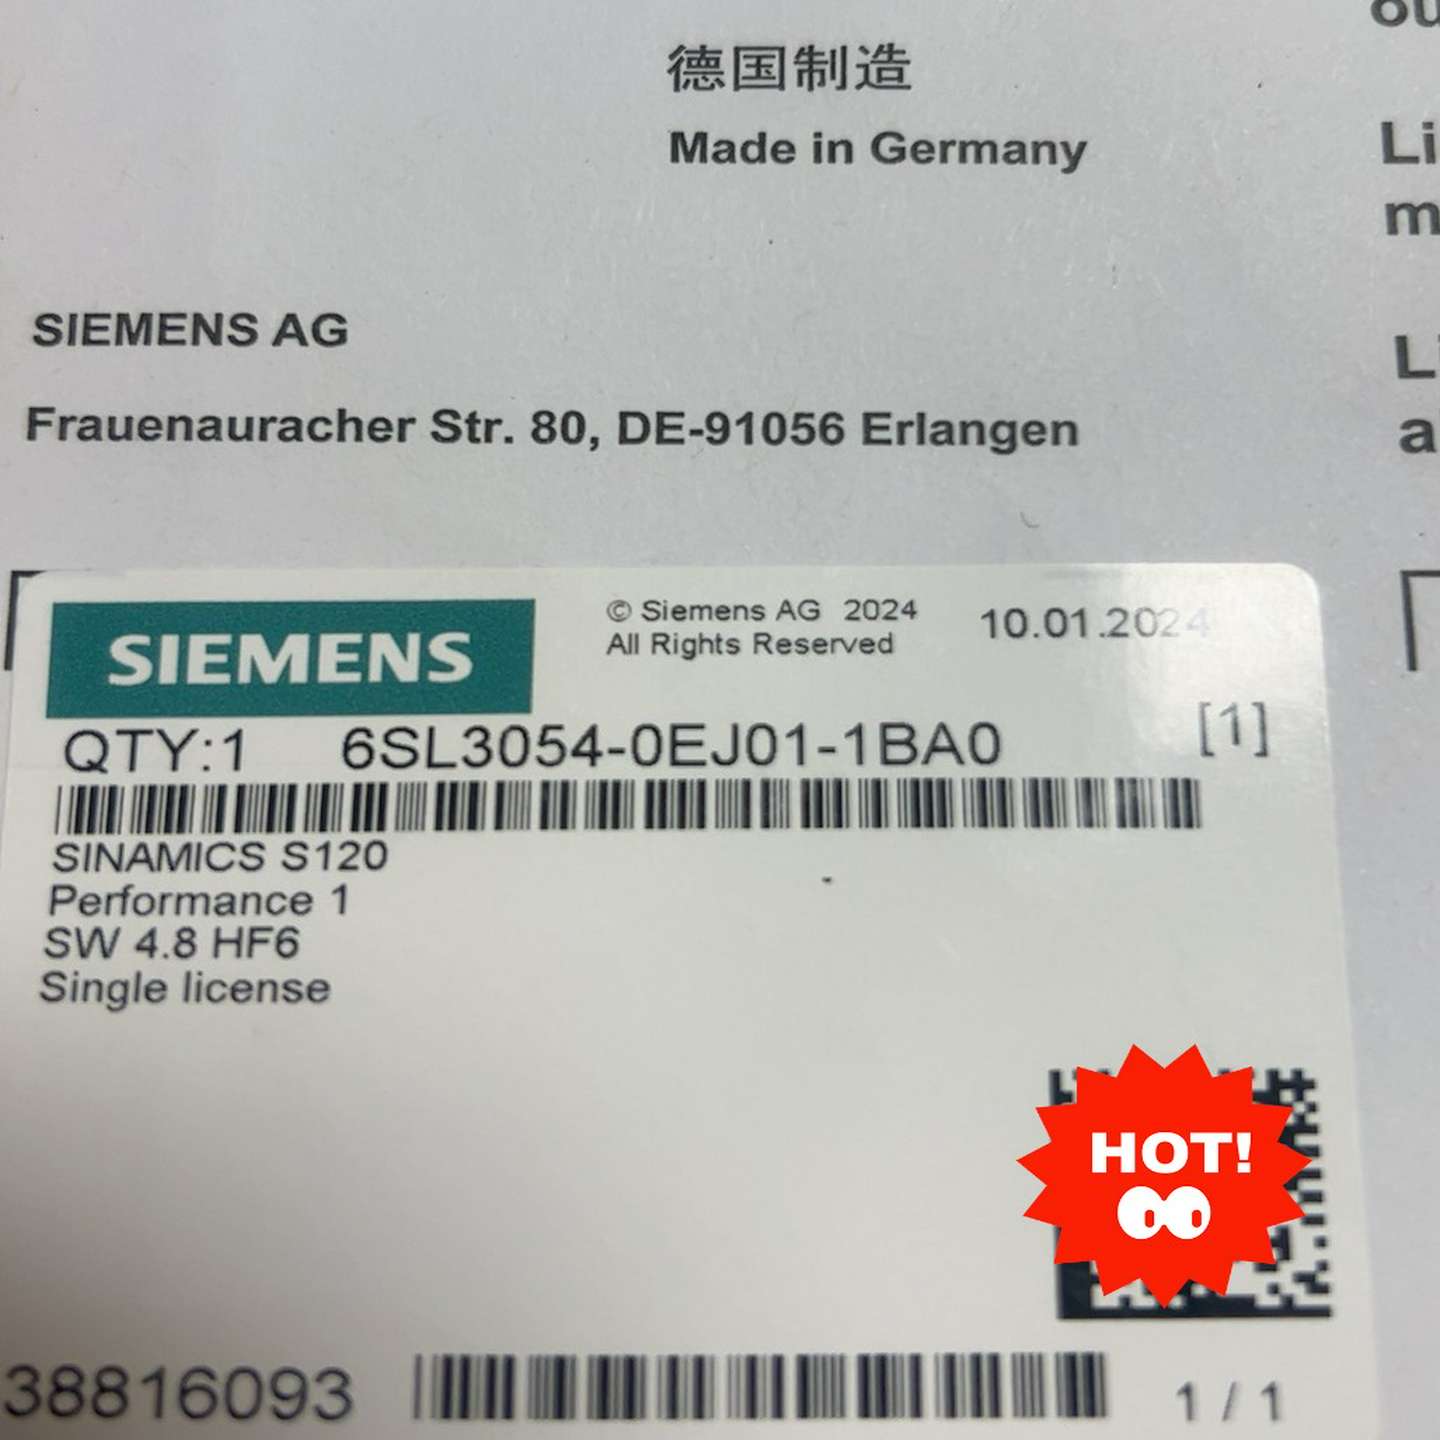 德国制造
Made in Germany
SIEMENS AG
Frauenauracher Str. 80, DE-91056 Erlangen
SIEMENS
© Siemens AG 2024
All Rights Reserved
10.01.2024
QTY:1 6SL3054-0EJ01-1BA0 [1]
SINAMICS S120
Performance 1
SW 4.8 HF6
Single license
HOT!
38816093
1 / 1